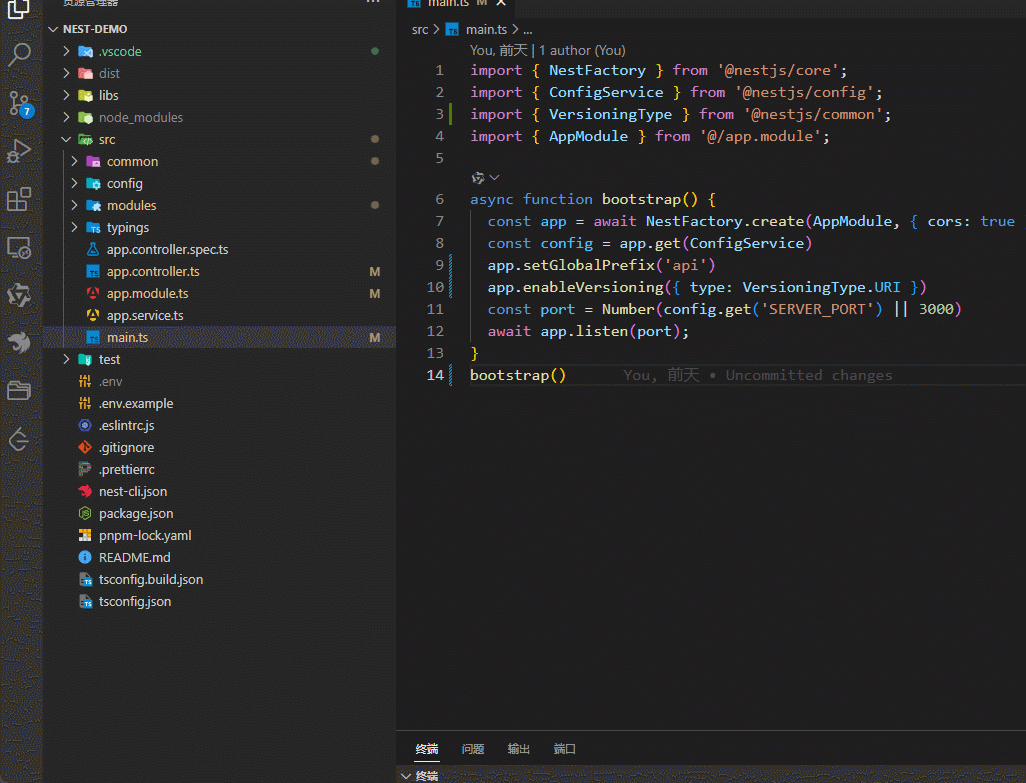 资源管理器
NEST-DEMO
.vscode
dist
libs
node_modules
src
common
config
modules
typings
app.controller.spec.ts
app.controller.ts M
app.module.ts M
app.service.ts
main.ts M
test
.env
.env.example
.eslintrc.js
.gitignore
.prettierrc
nest-cli.json
package.json
pnpm-lock.yaml
README.md
tsconfig.build.json
tsconfig.json
7
main.ts M
src > main.ts > ...
You, 前天 | 1 author (You)
1 import { NestFactory } from '@nestjs/core';
2 import { ConfigService } from '@nestjs/config';
3 import { VersioningType } from '@nestjs/common';
4 import { AppModule } from '@/app.module';
5
6 async function bootstrap() {
7 const app = await NestFactory.create(AppModule, { cors: true
8 const config = app.get(ConfigService)
9 app.setGlobalPrefix('api')
10 app.enableVersioning({ type: VersioningType.URI })
11 const port = Number(config.get('SERVER_PORT') || 3000)
12 await app.listen(port);
13 }
14 bootstrap() You, 前天 • Uncommitted changes
终端 问题 输出 端口
终端